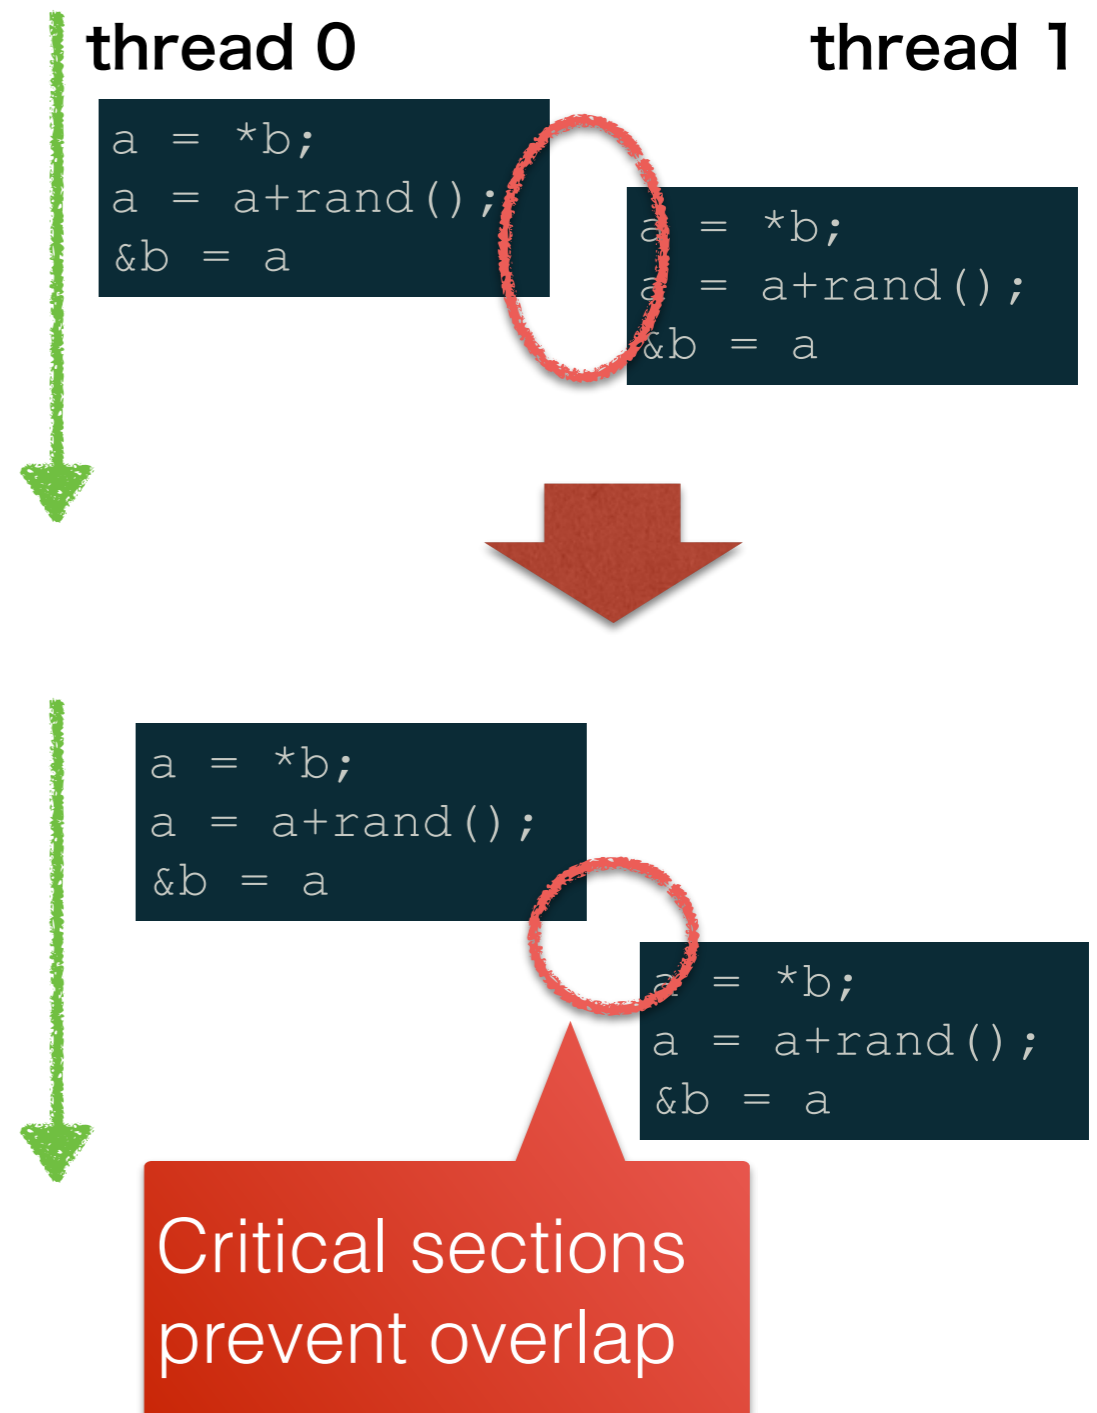 thread 0
thread 1
a = *b;
a = a+rand();
&b = a
a = *b;
a = a+rand();
&b = a
a = *b;
a = a+rand();
&b = a
a = *b;
a = a+rand();
&b = a
Critical sections
prevent overlap